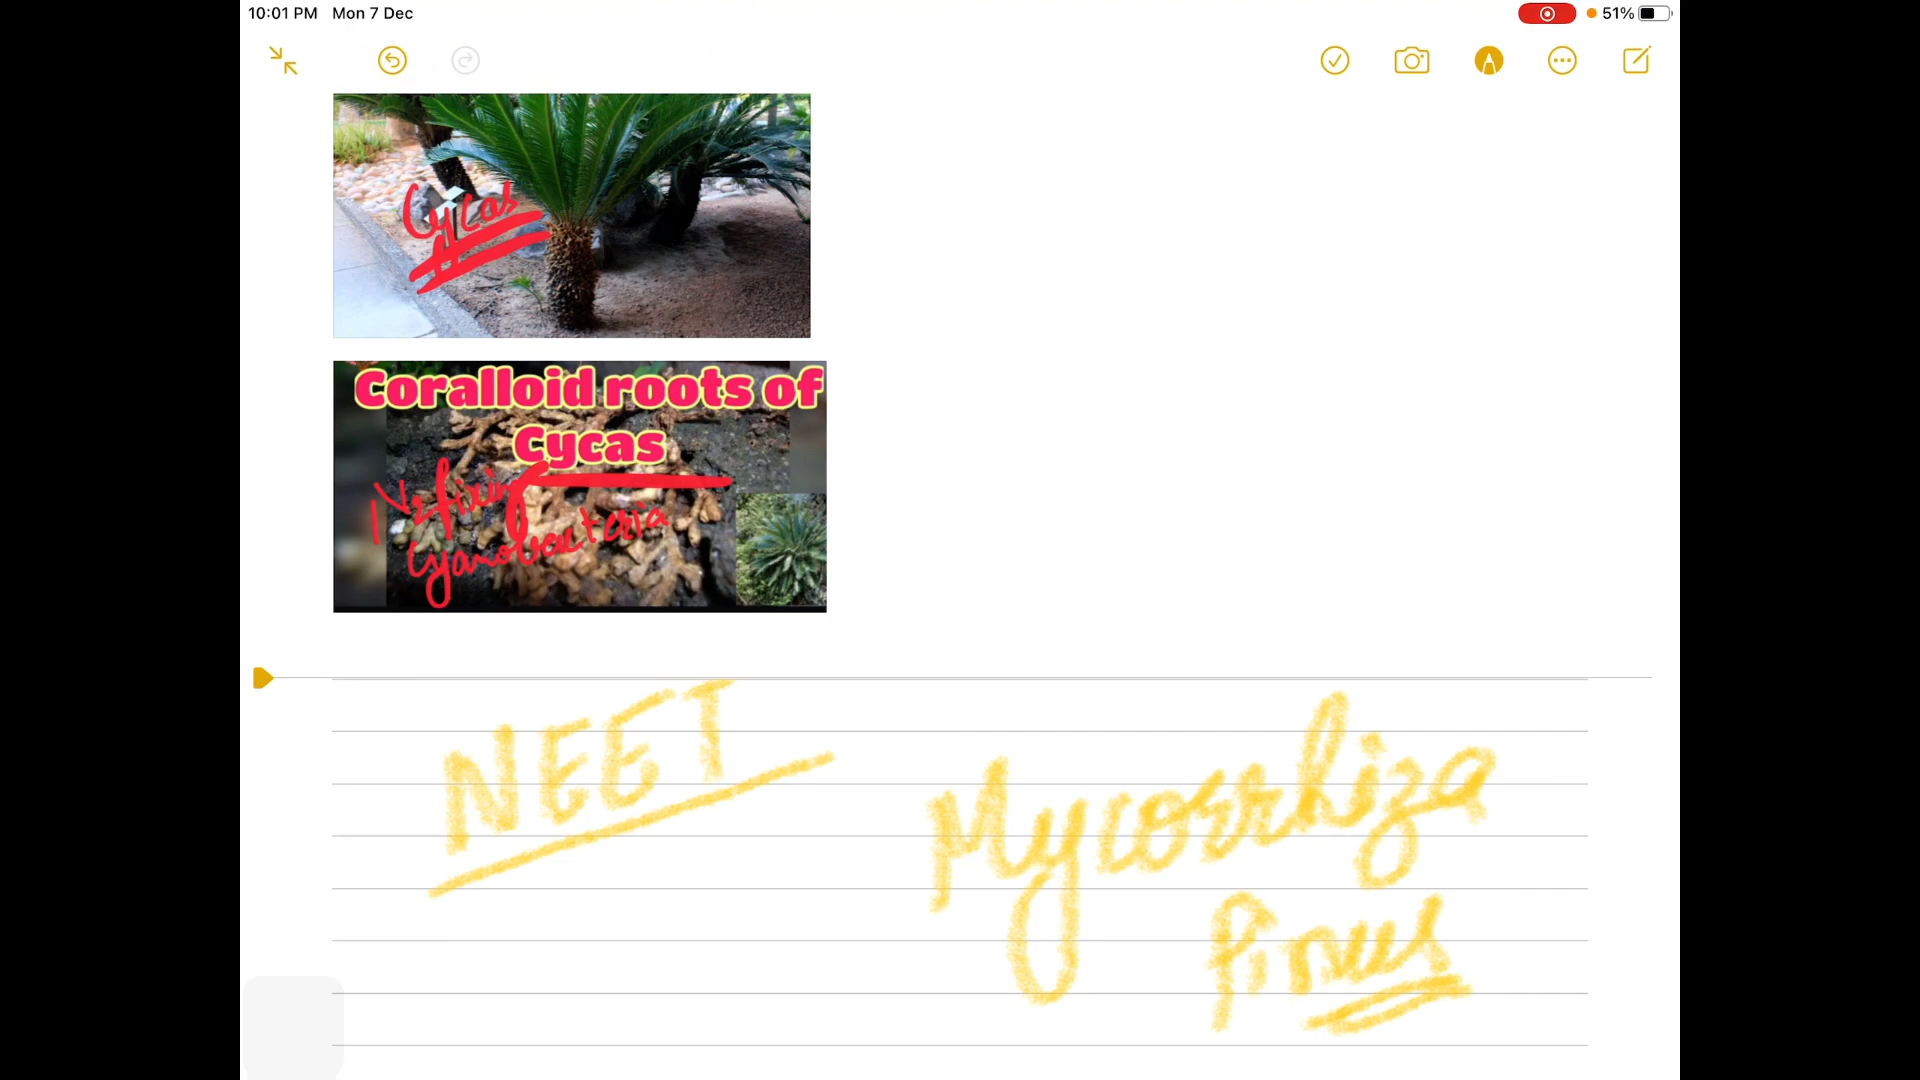 10:01 PM Mon 7 Dec
51%
Cycas
Coralloid roots of
Cycas
N2 fixing
Cyanobacteria
NEET
Mycorrhiza
Pinus